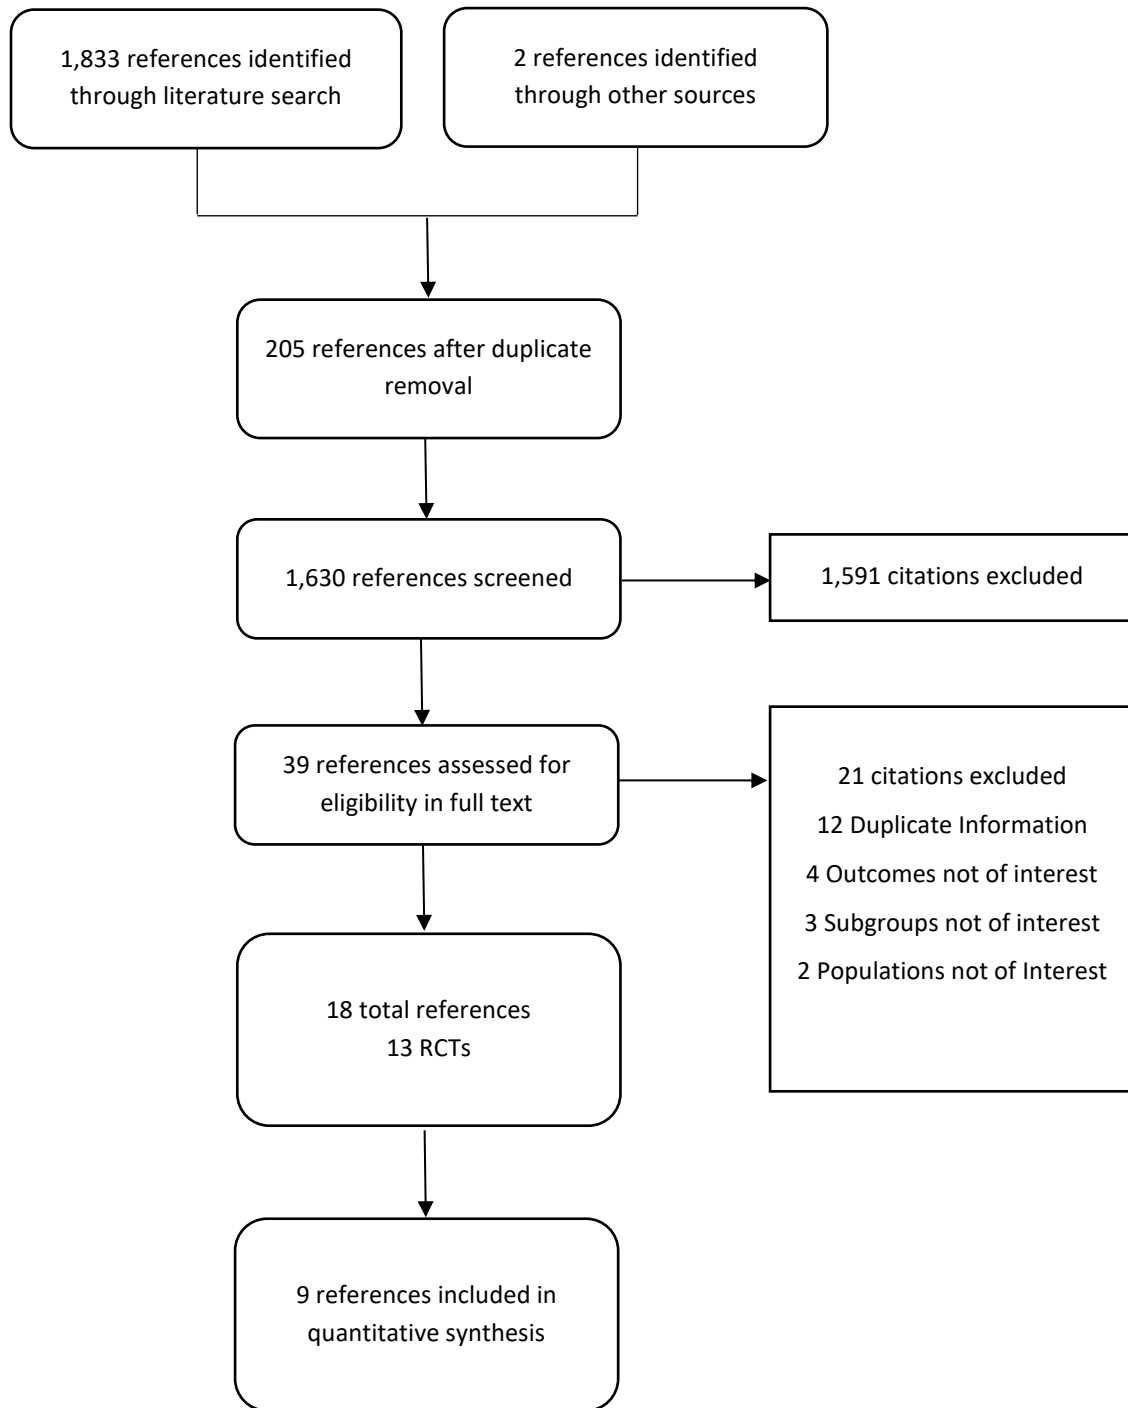 1,833 references identified
through literature search
2 references identified
through other sources
205 references after duplicate
removal
1,630 references screened
1,591 citations excluded
39 references assessed for
eligibility in full text
21 citations excluded
12 Duplicate Information
4 Outcomes not of interest
3 Subgroups not of interest
2 Populations not of Interest
18 total references
13 RCTs
9 references included in
quantitative synthesis